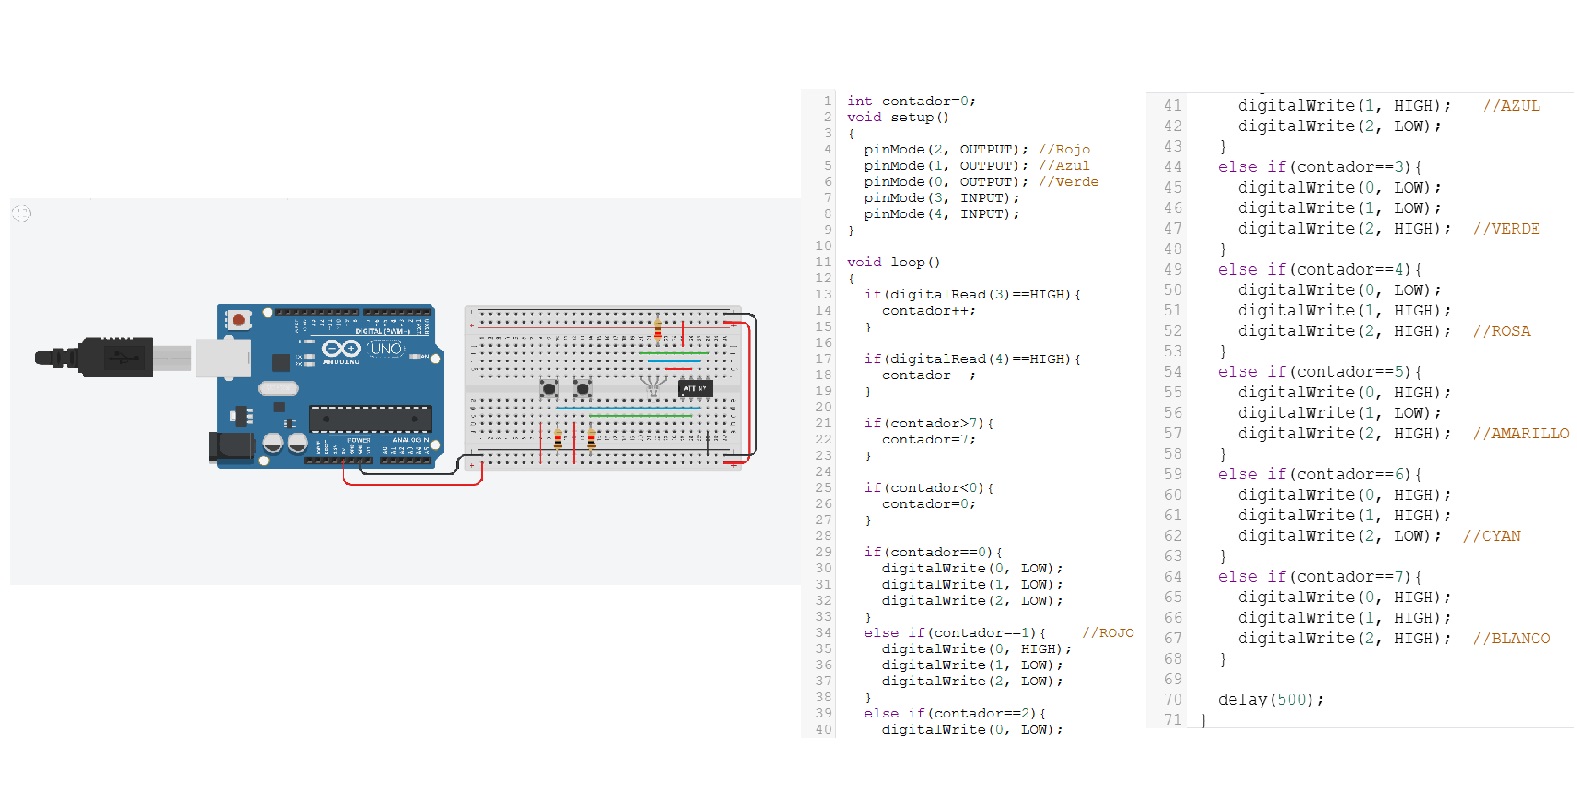 DIGITAL (PWM~)
UNO
ARDUINO
POWER
ANALOG IN
ATTINY
1 int contador=0;
2 void setup()
3 {
4 pinMode(2, OUTPUT); //Rojo
5 pinMode(1, OUTPUT); //Azul
6 pinMode(0, OUTPUT); //Verde
7 pinMode(3, INPUT);
8 pinMode(4, INPUT);
9 }
10
11 void loop()
12 {
13 if(digitalRead(3)==HIGH){
14 contador++;
15 }
16
17 if(digitalRead(4)==HIGH){
18 contador ;
19 }
20
21 if(contador>7){
22 contador=7;
23 }
24
25 if(contador<0){
26 contador=0;
27 }
28
29 if(contador==0){
30 digitalWrite(0, LOW);
31 digitalWrite(1, LOW);
32 digitalWrite(2, LOW);
33 }
34 else if(contador==1){ //ROJO
35 digitalWrite(0, HIGH);
36 digitalWrite(1, LOW);
37 digitalWrite(2, LOW);
38 }
39 else if(contador==2){
40 digitalWrite(0, LOW);
41 digitalWrite(1, HIGH); //AZUL
42 digitalWrite(2, LOW);
43 }
44 else if(contador==3){
45 digitalWrite(0, LOW);
46 digitalWrite(1, LOW);
47 digitalWrite(2, HIGH); //VERDE
48 }
49 else if(contador==4){
50 digitalWrite(0, LOW);
51 digitalWrite(1, HIGH);
52 digitalWrite(2, HIGH); //ROSA
53 }
54 else if(contador==5){
55 digitalWrite(0, HIGH);
56 digitalWrite(1, LOW);
57 digitalWrite(2, HIGH); //AMARILLO
58 }
59 else if(contador==6){
60 digitalWrite(0, HIGH);
61 digitalWrite(1, HIGH);
62 digitalWrite(2, LOW); //CYAN
63 }
64 else if(contador==7){
65 digitalWrite(0, HIGH);
66 digitalWrite(1, HIGH);
67 digitalWrite(2, HIGH); //BLANCO
68 }
69
70 delay(500);
71 }